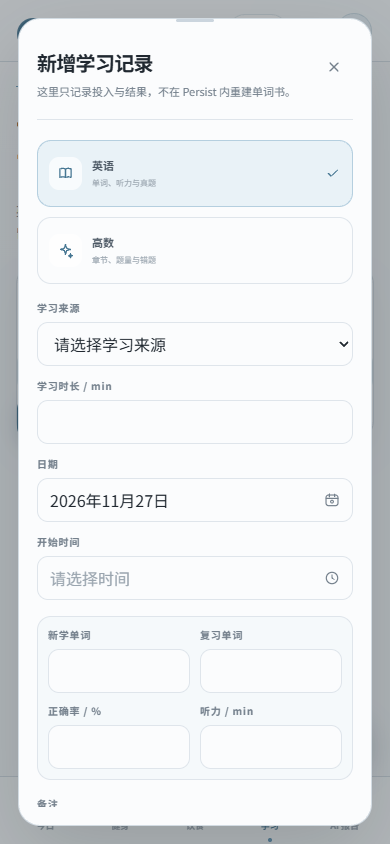 新增学习记录
这里只记录投入与结果，不在 Persist 内重建单词书。
英语
单词、听力与真题
高数
章节、题量与错题
学习来源
请选择学习来源
学习时长 / min
日期
2026年11月27日
开始时间
请选择时间
新学单词
复习单词
正确率 / %
听力 / min
备注